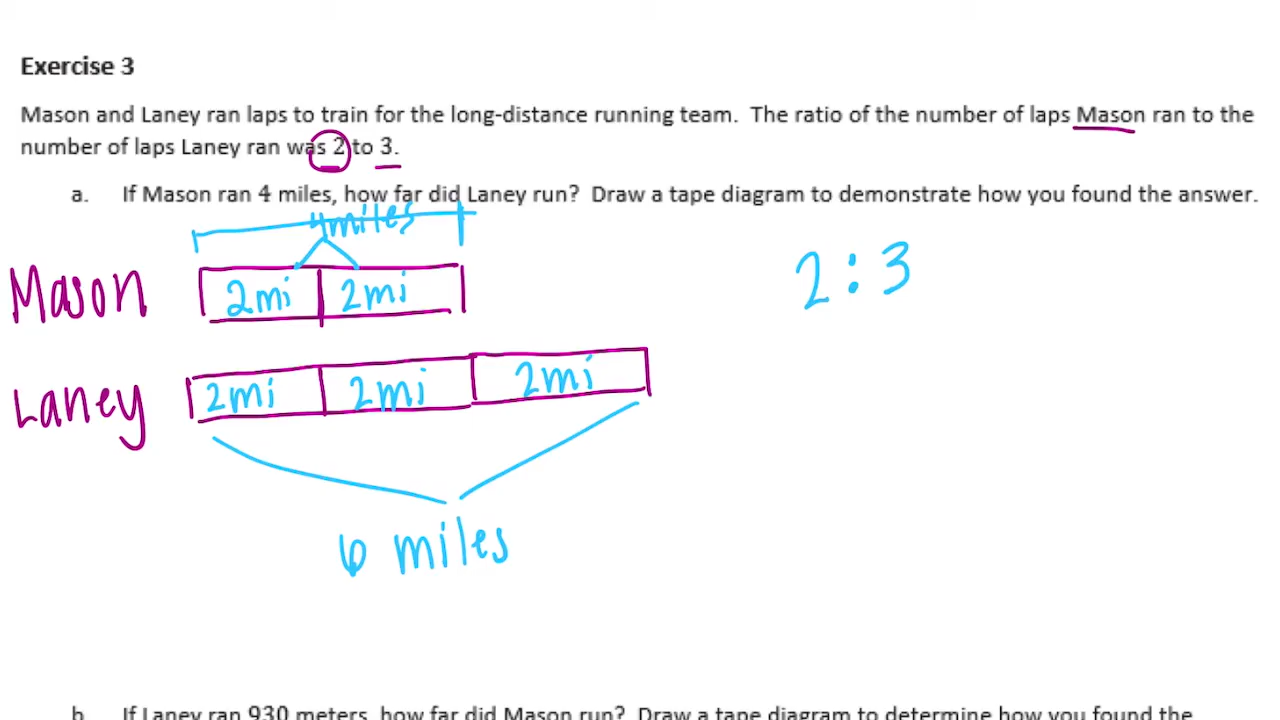 Exercise 3
Mason and Laney ran laps to train for the long-distance running team. The ratio of the number of laps Mason ran to the
number of laps Laney ran was 2 to 3.
a. If Mason ran 4 miles, how far did Laney run? Draw a tape diagram to demonstrate how you found the answer.
4 miles
Mason 2mi 2mi
2 : 3
Laney 2mi 2mi 2mi
6 miles
b. If Laney ran 930 meters, how far did Mason run? Draw a tape diagram to determine how you found the